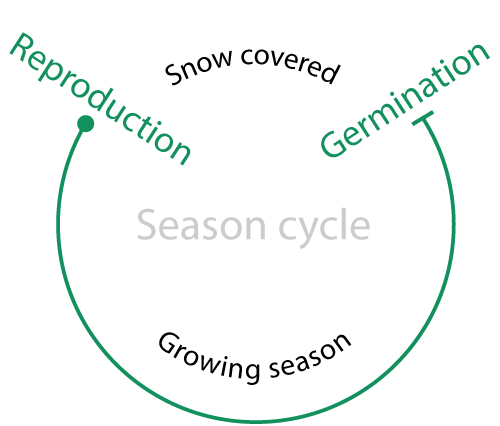 Snow covered
Reproduction
Germination
Season cycle
Growing season